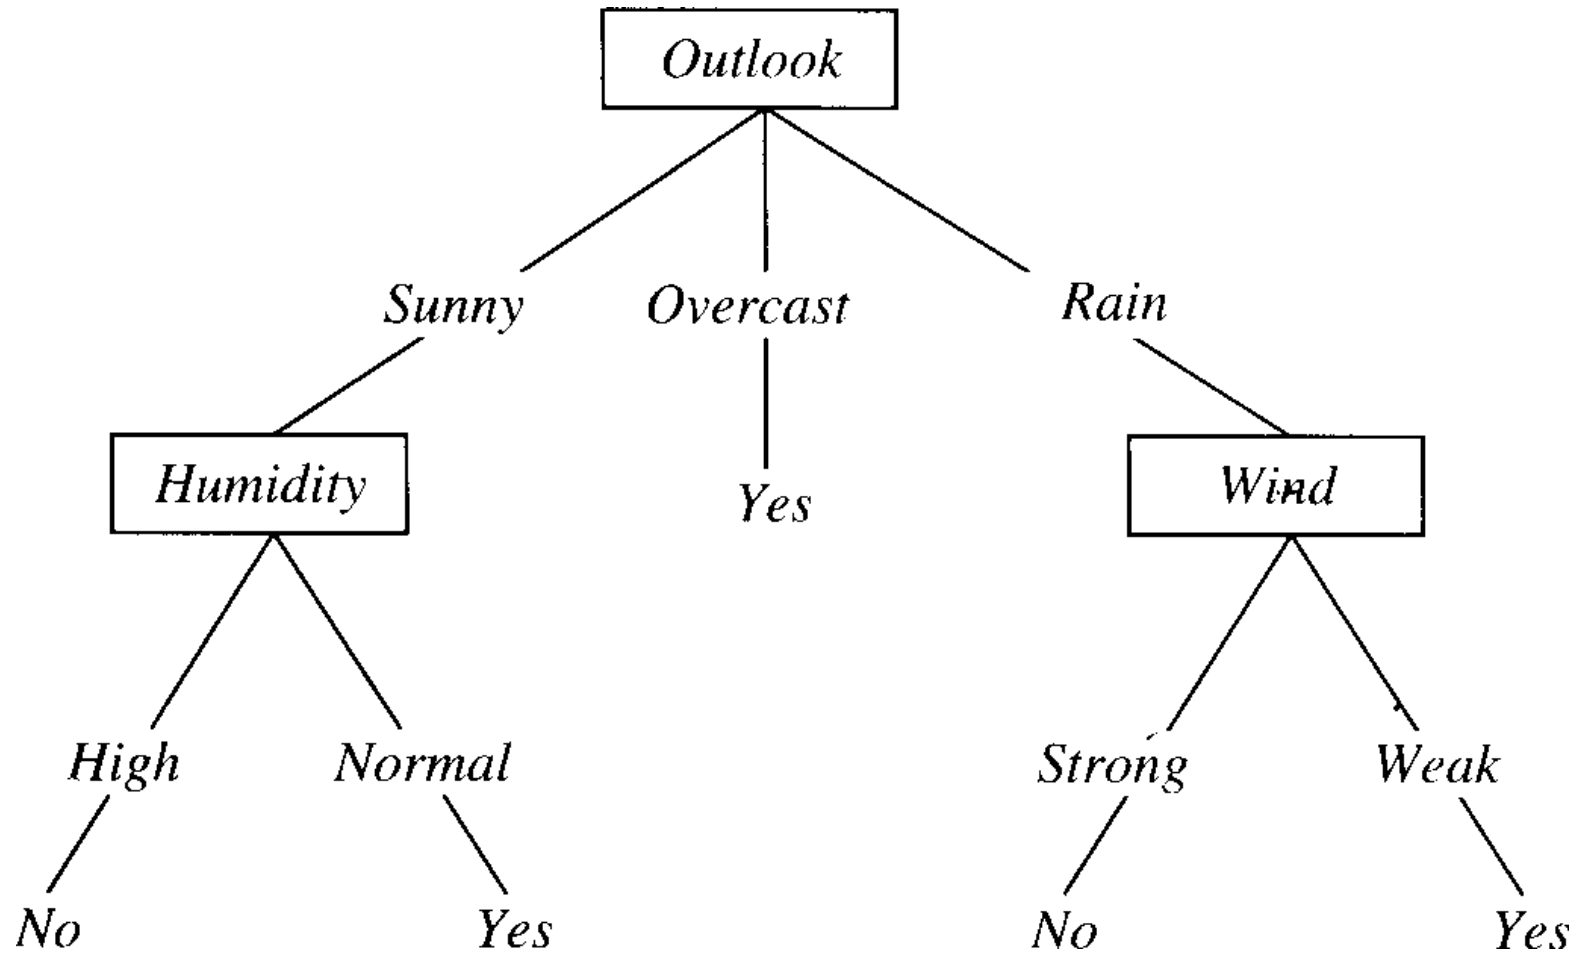 Outlook
Sunny Overcast Rain
Humidity Yes Wind
High Normal Strong Weak
No Yes No Yes